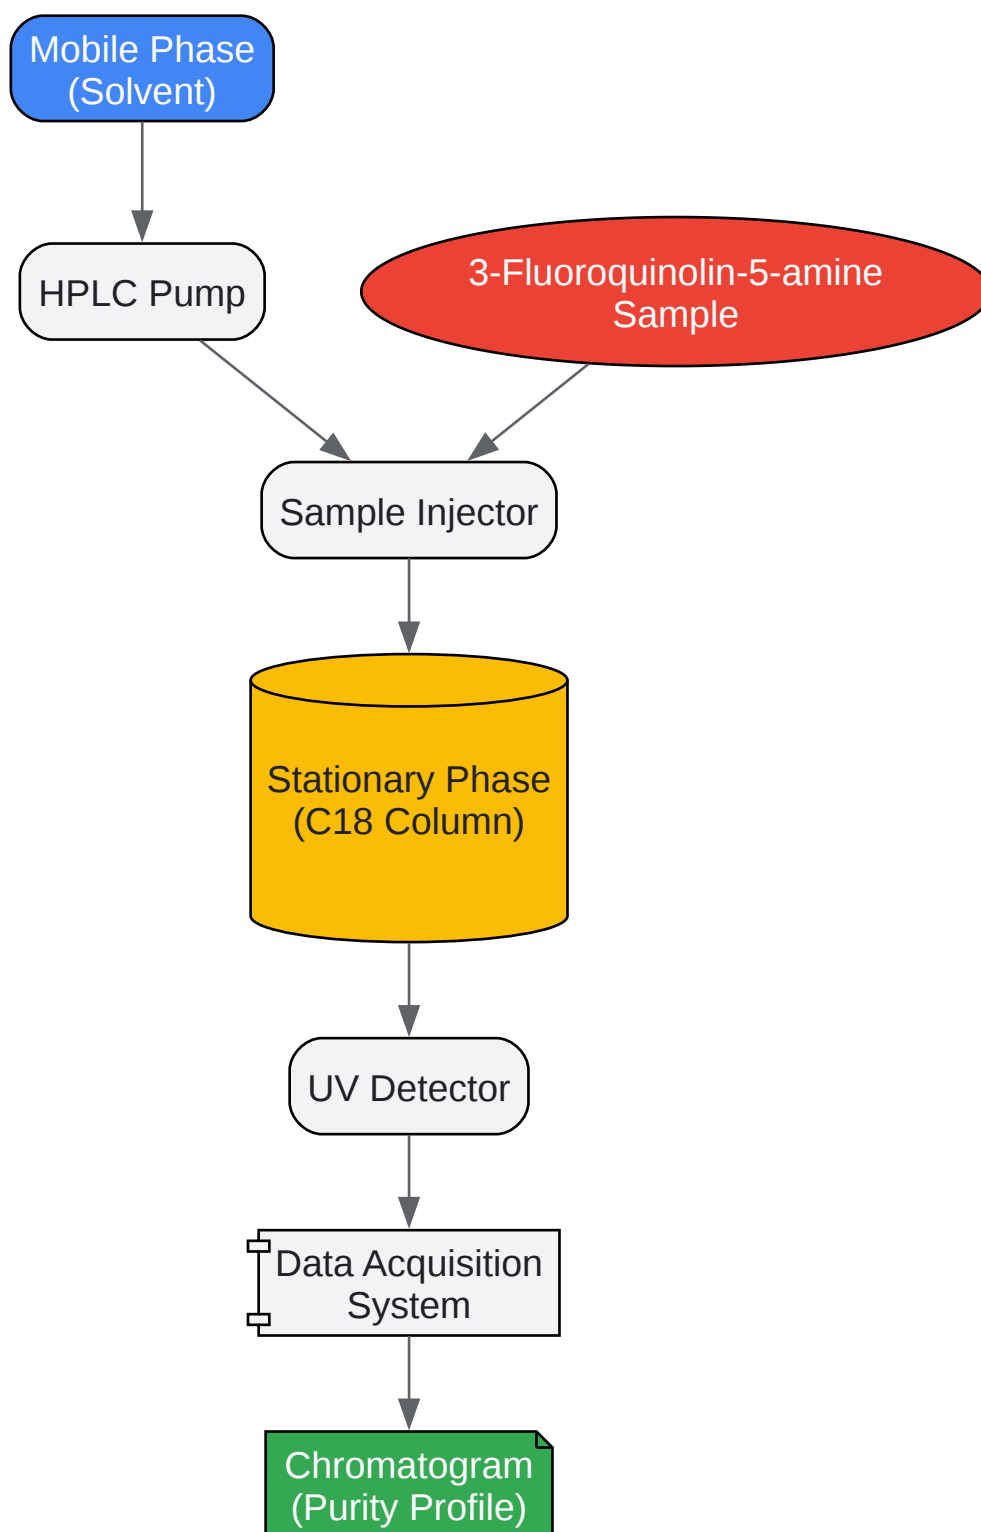 Mobile Phase
(Solvent)
HPLC Pump
3-Fluoroquinolin-5-amine
Sample
Sample Injector
Stationary Phase
(C18 Column)
UV Detector
Data Acquisition
System
Chromatogram
(Purity Profile)